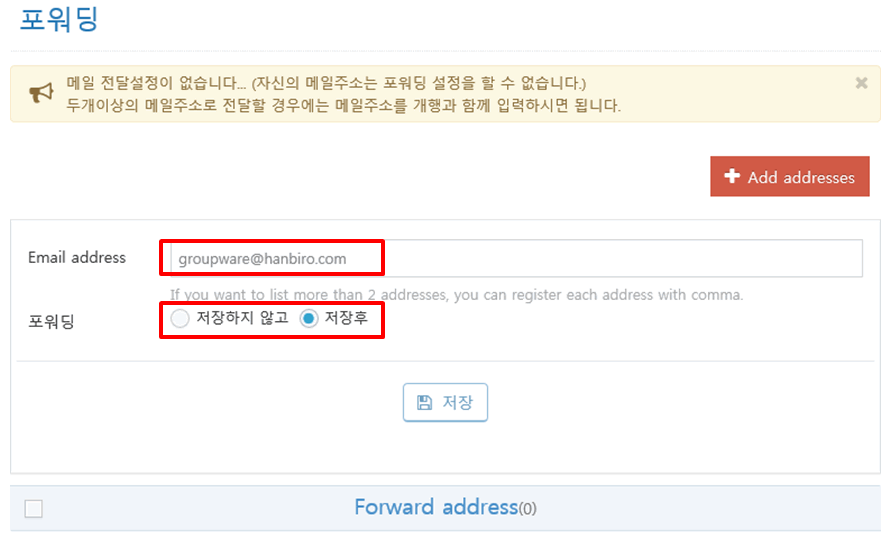 포워딩
메일 전달설정이 없습니다... (자신의 메일주소는 포워딩 설정을 할 수 없습니다.)
두개이상의 메일주소로 전달할 경우에는 메일주소를 개행과 함께 입력하시면 됩니다.
Add addresses
Email address groupware@hanbiro.com
If you want to list more than 2 addresses, you can register each address with comma.
포워딩 저장하지 않고 저장후
저장
Forward address(0)